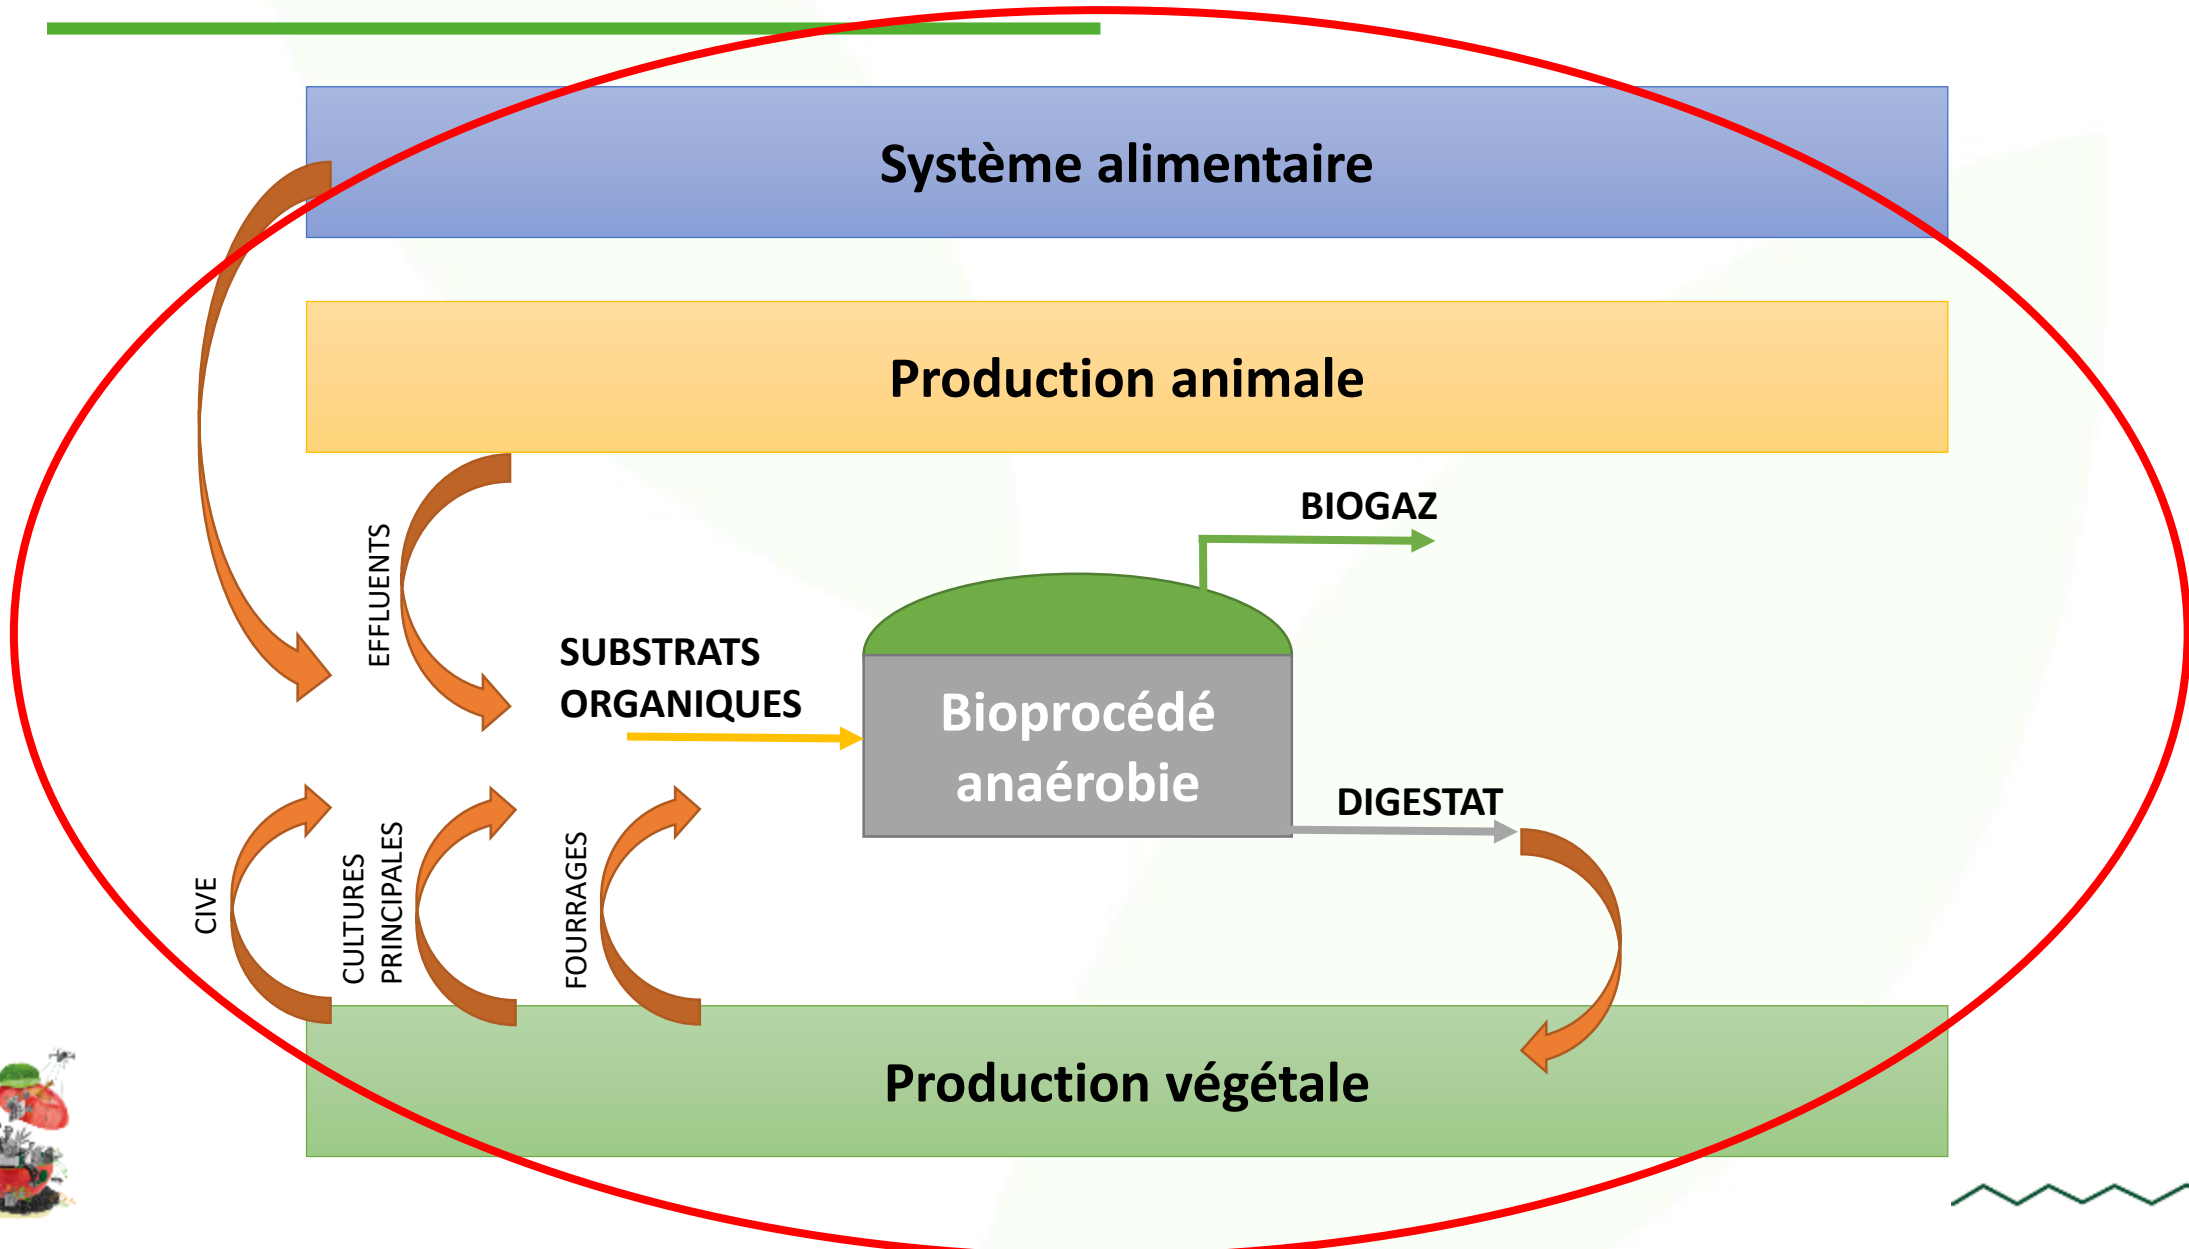 Système alimentaire
Production animale
BIOGAZ
EFFLUENTS
SUBSTRATS
ORGANIQUES
Bioprocédé
anaérobie
DIGESTAT
CIVE
CULTURES
PRINCIPALES
FOURRAGES
Production végétale